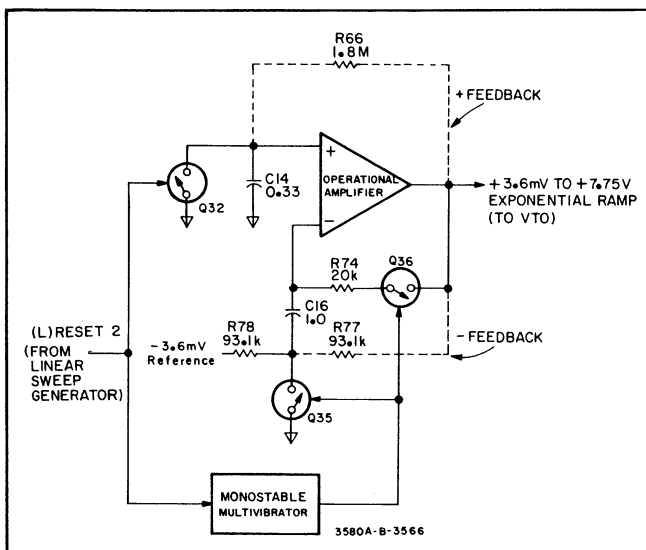 R66
1.8M
+FEEDBACK
+
OPERATIONAL
AMPLIFIER
-
C14
0.33
Q32
+3.6mV TO +7.75V
EXPONENTIAL RAMP
(TO VTO)
R74
20k
Q36
C16
1.0
(L) RESET 2
(FROM
LINEAR
SWEEP
GENERATOR)
-3.6mV
Reference
R78
93.1k
R77
93.1k
-FEEDBACK
Q35
MONOSTABLE
MULTIVIBRATOR
3580A-B-3566